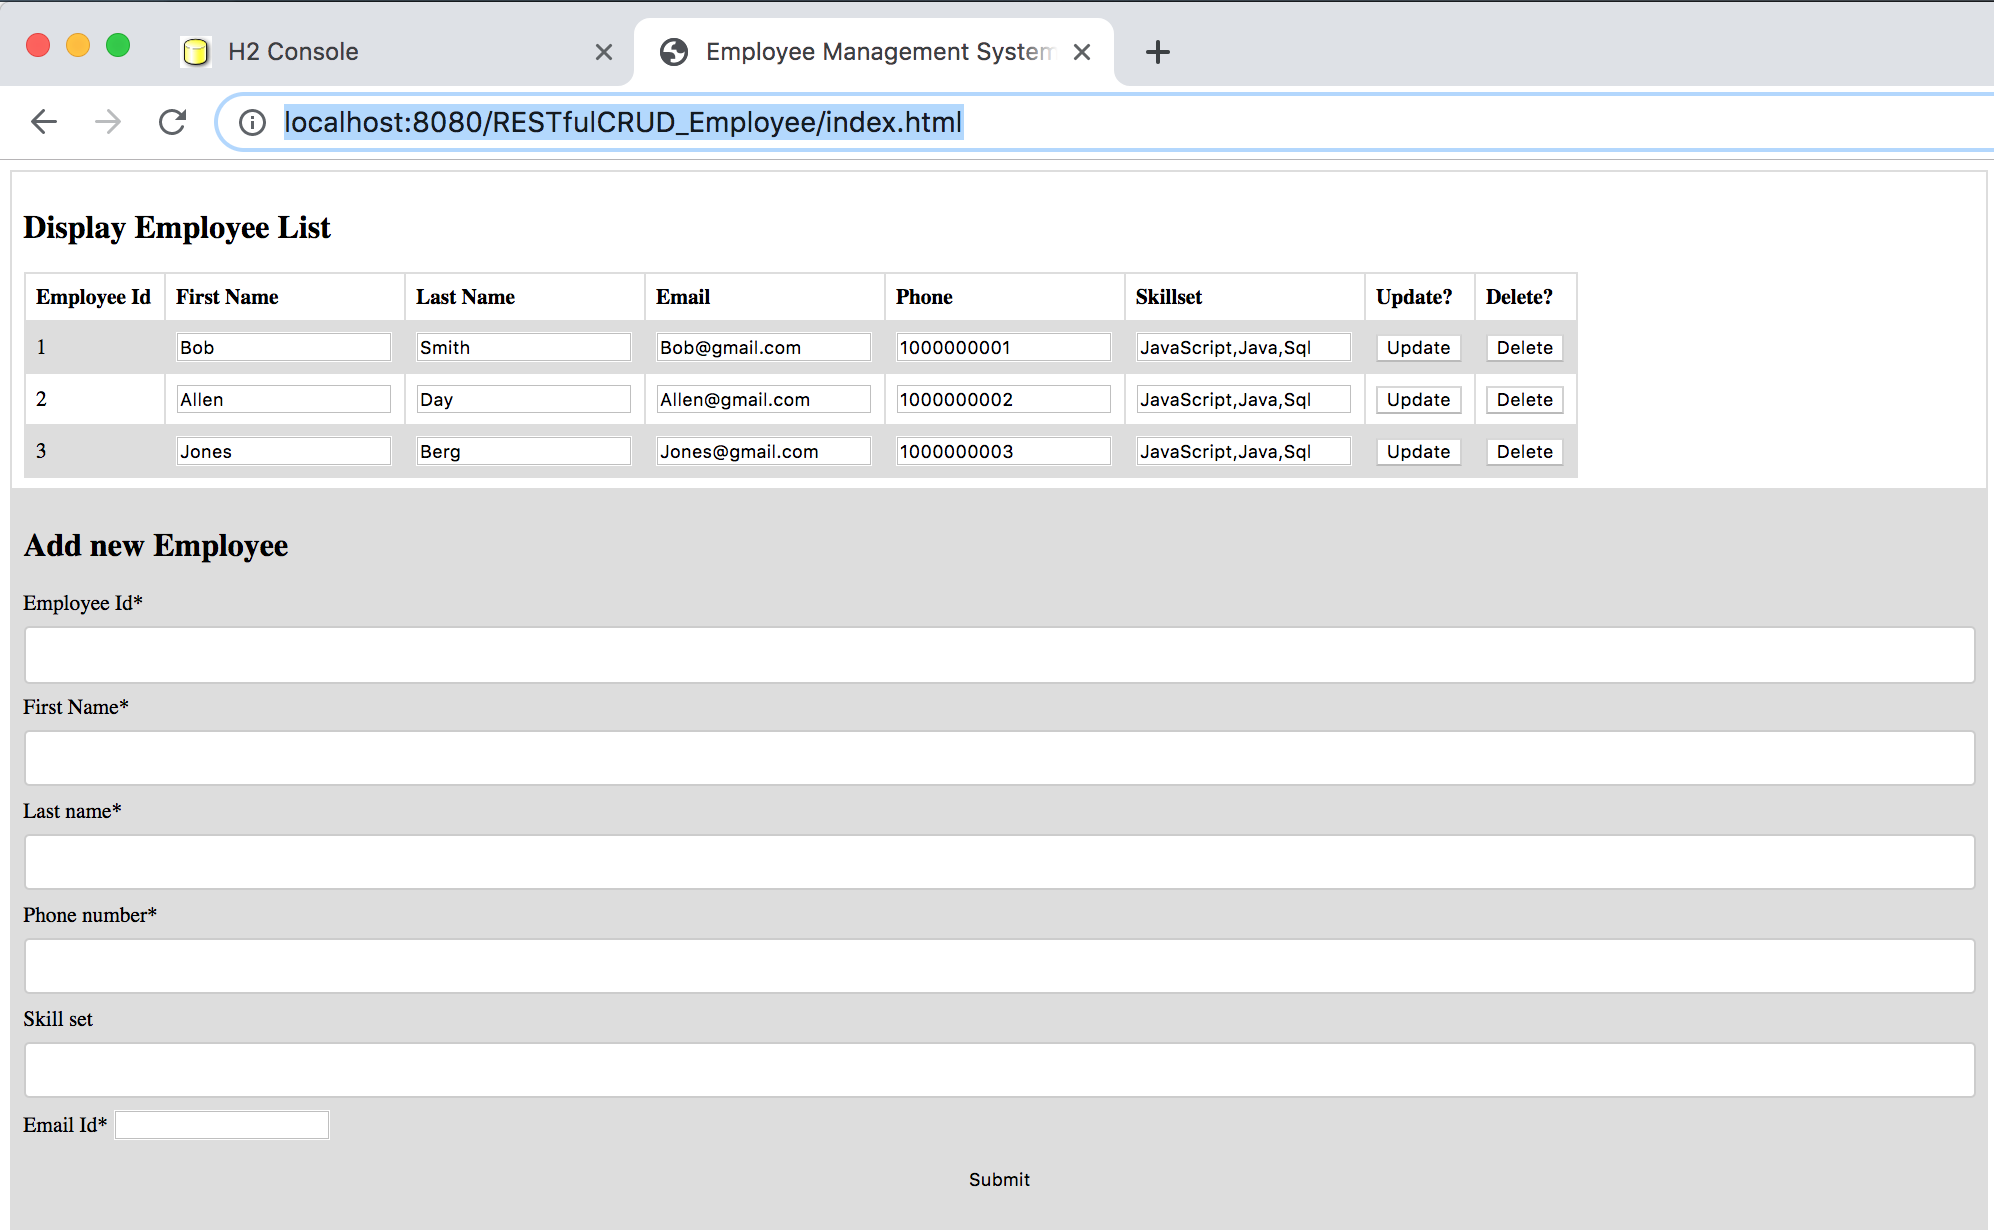 H2 Console
Employee Management System
localhost:8080/RESTfulCRUD_Employee/index.html
Display Employee List
Employee Id First Name Last Name Email Phone Skillset Update? Delete?
1 Bob Smith Bob@gmail.com 1000000001 JavaScript,Java,Sql Update Delete
2 Allen Day Allen@gmail.com 1000000002 JavaScript,Java,Sql Update Delete
3 Jones Berg Jones@gmail.com 1000000003 JavaScript,Java,Sql Update Delete
Add new Employee
Employee Id*
First Name*
Last name*
Phone number*
Skill set
Email Id*
Submit